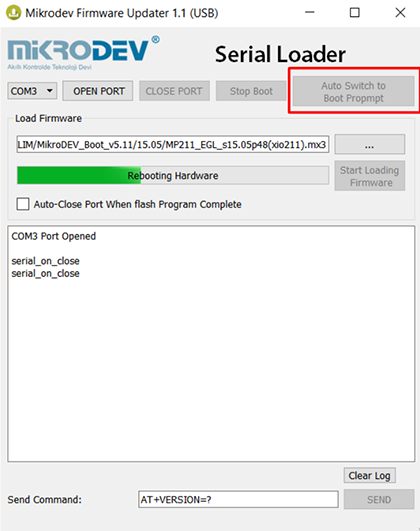 Mikrodev Firmware Updater 1.1 (USB)
MİKRODEV®
Akıllı Kontrolde Teknoloji Devi
Serial Loader
COM3
OPEN PORT
CLOSE PORT
Stop Boot
Auto Switch to
Boot Propmpt
Load Firmware
LIM/MikroDEV_Boot_v5.11/15.05/MP211_EGL_s15.05p48(xio211).mx3
...
Rebooting Hardware
Start Loading
Firmware
Auto-Close Port When flash Program Complete
COM3 Port Opened
serial_on_close
serial_on_close
Clear Log
Send Command:
AT+VERSION=?
SEND